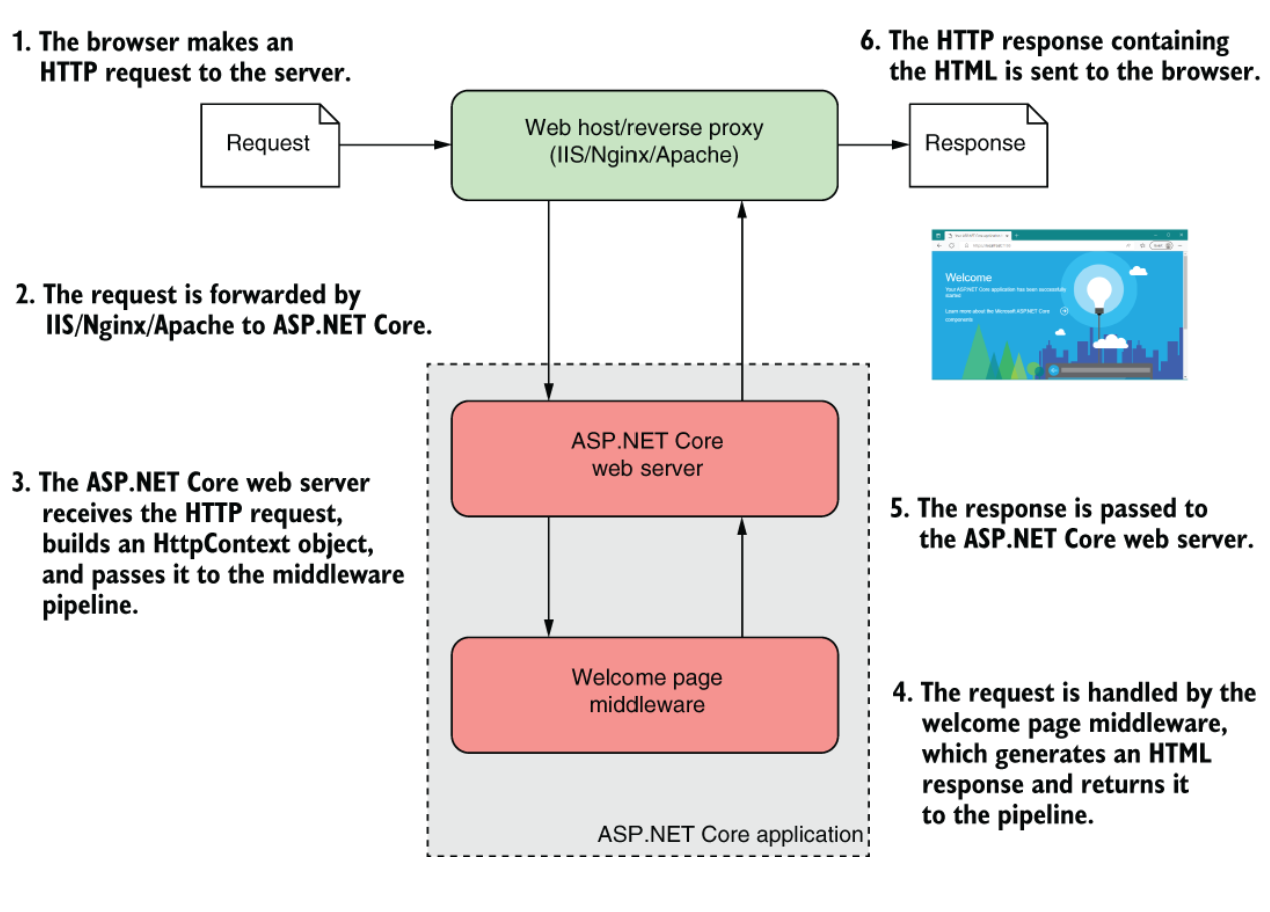 1. The browser makes an
HTTP request to the server.
6. The HTTP response containing
the HTML is sent to the browser.
Request
Web host/reverse proxy
(IIS/Nginx/Apache)
Response
2. The request is forwarded by
IIS/Nginx/Apache to ASP.NET Core.
Welcome
Your ASP.NET Core application has been successfully
started
Learn more about the Microsoft ASP.NET Core
components
ASP.NET Core
web server
3. The ASP.NET Core web server
receives the HTTP request,
builds an HttpContext object,
and passes it to the middleware
pipeline.
5. The response is passed to
the ASP.NET Core web server.
Welcome page
middleware
4. The request is handled by the
welcome page middleware,
which generates an HTML
response and returns it
to the pipeline.
ASP.NET Core application